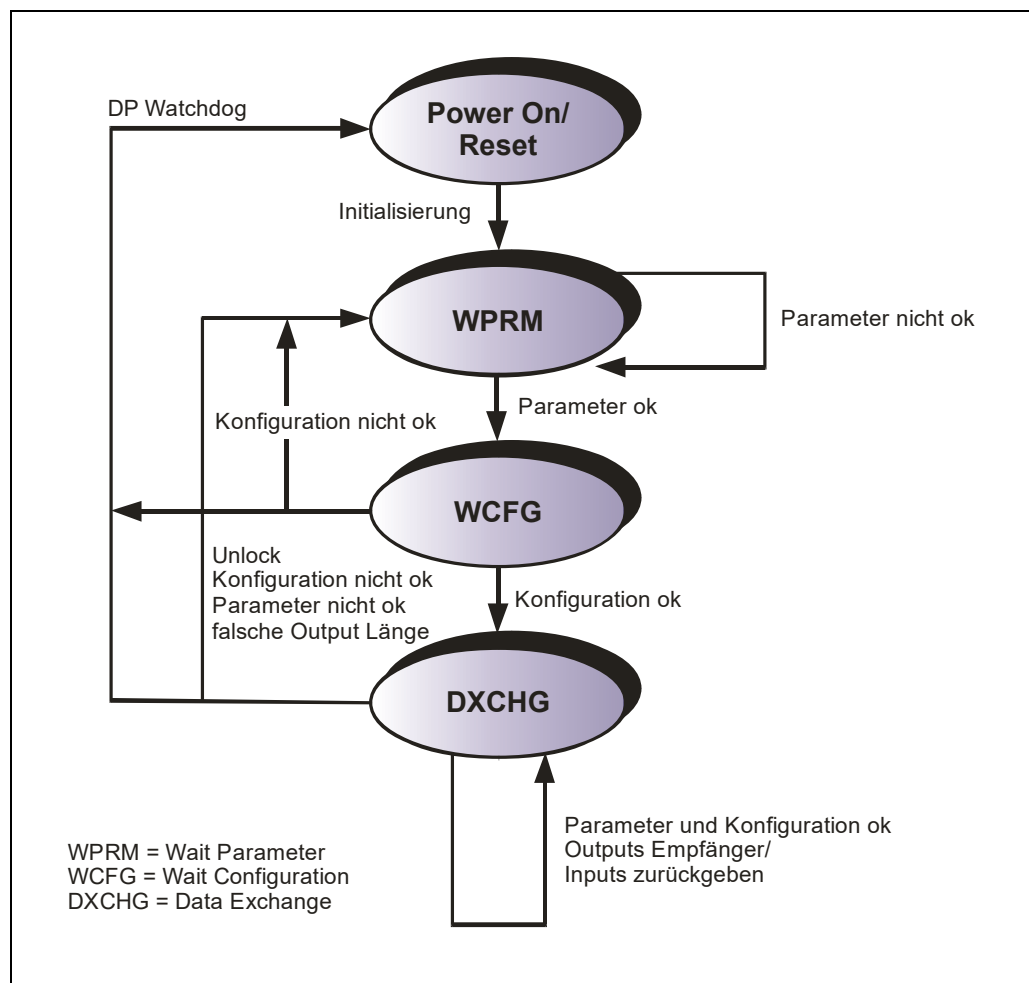 DP Watchdog
Power On/
Reset
Initialisierung
WPRM
Parameter nicht ok
Parameter ok
Konfiguration nicht ok
WCFG
Unlock
Konfiguration nicht ok
Parameter nicht ok
falsche Output Länge
Konfiguration ok
DXCHG
Parameter und Konfiguration ok
Outputs Empfänger/
Inputs zurückgeben
WPRM = Wait Parameter
WCFG = Wait Configuration
DXCHG = Data Exchange